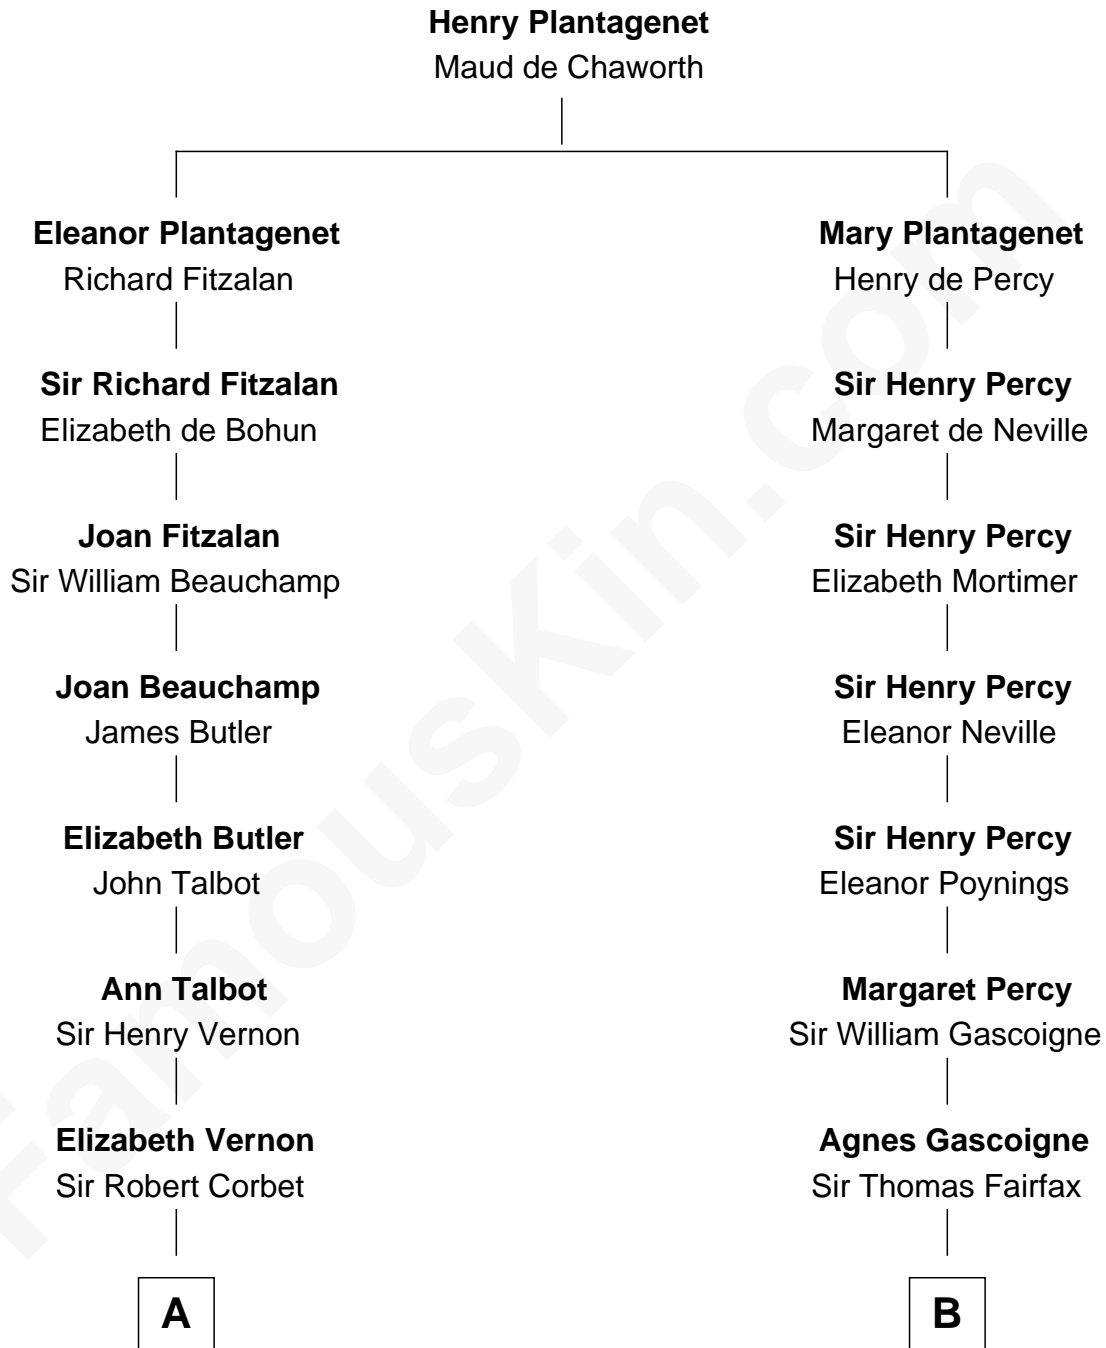 Henry Plantagenet
Maud de Chaworth
Eleanor Plantagenet
Richard Fitzalan
Mary Plantagenet
Henry de Percy
Sir Richard Fitzalan
Elizabeth de Bohun
Sir Henry Percy
Margaret de Neville
Joan Fitzalan
Sir William Beauchamp
Sir Henry Percy
Elizabeth Mortimer
Joan Beauchamp
James Butler
Sir Henry Percy
Eleanor Neville
Elizabeth Butler
John Talbot
Sir Henry Percy
Eleanor Poynings
Ann Talbot
Sir Henry Vernon
Margaret Percy
Sir William Gascoigne
Elizabeth Vernon
Sir Robert Corbet
Agnes Gascoigne
Sir Thomas Fairfax
A
B
FamousKin.com